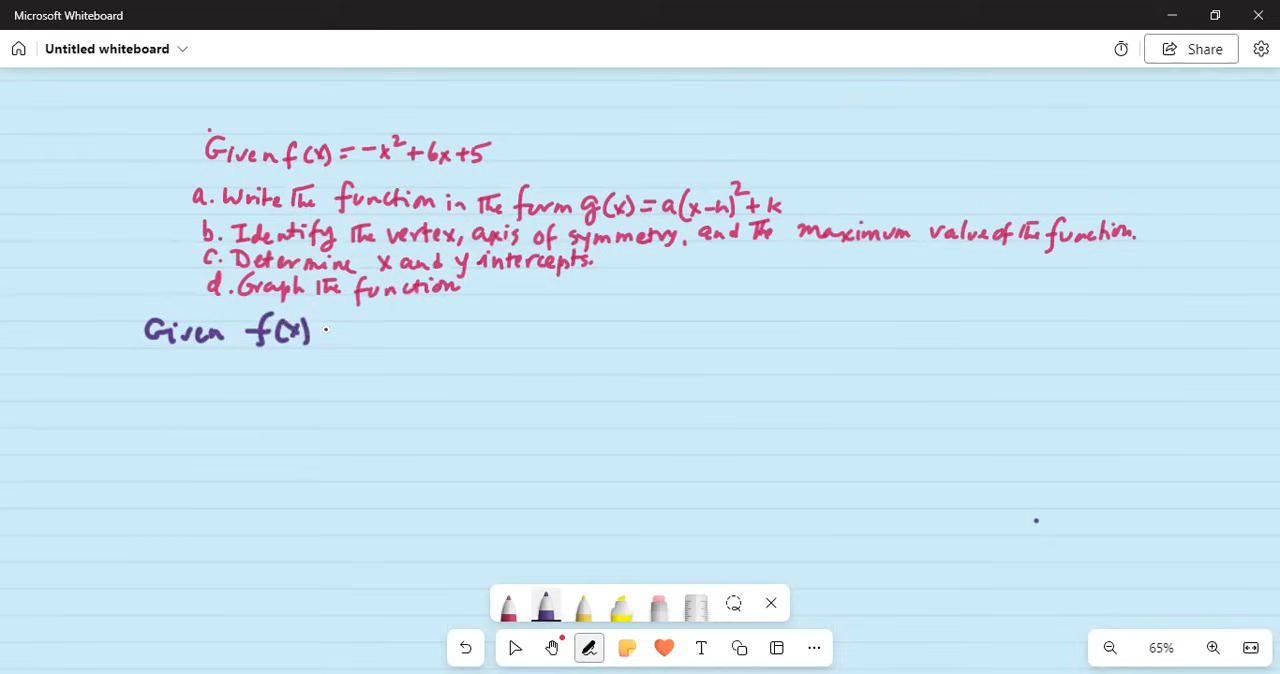 Microsoft Whiteboard
Untitled whiteboard
Share
Given f(x) = -x²+6x+5
a. Write the function in the form g(x) = a(x-h)²+k
b. Identify the vertex, axis of symmetry, and the maximum value of the function.
c. Determine x and y intercepts.
d. Graph the function
Given f(x)
65%